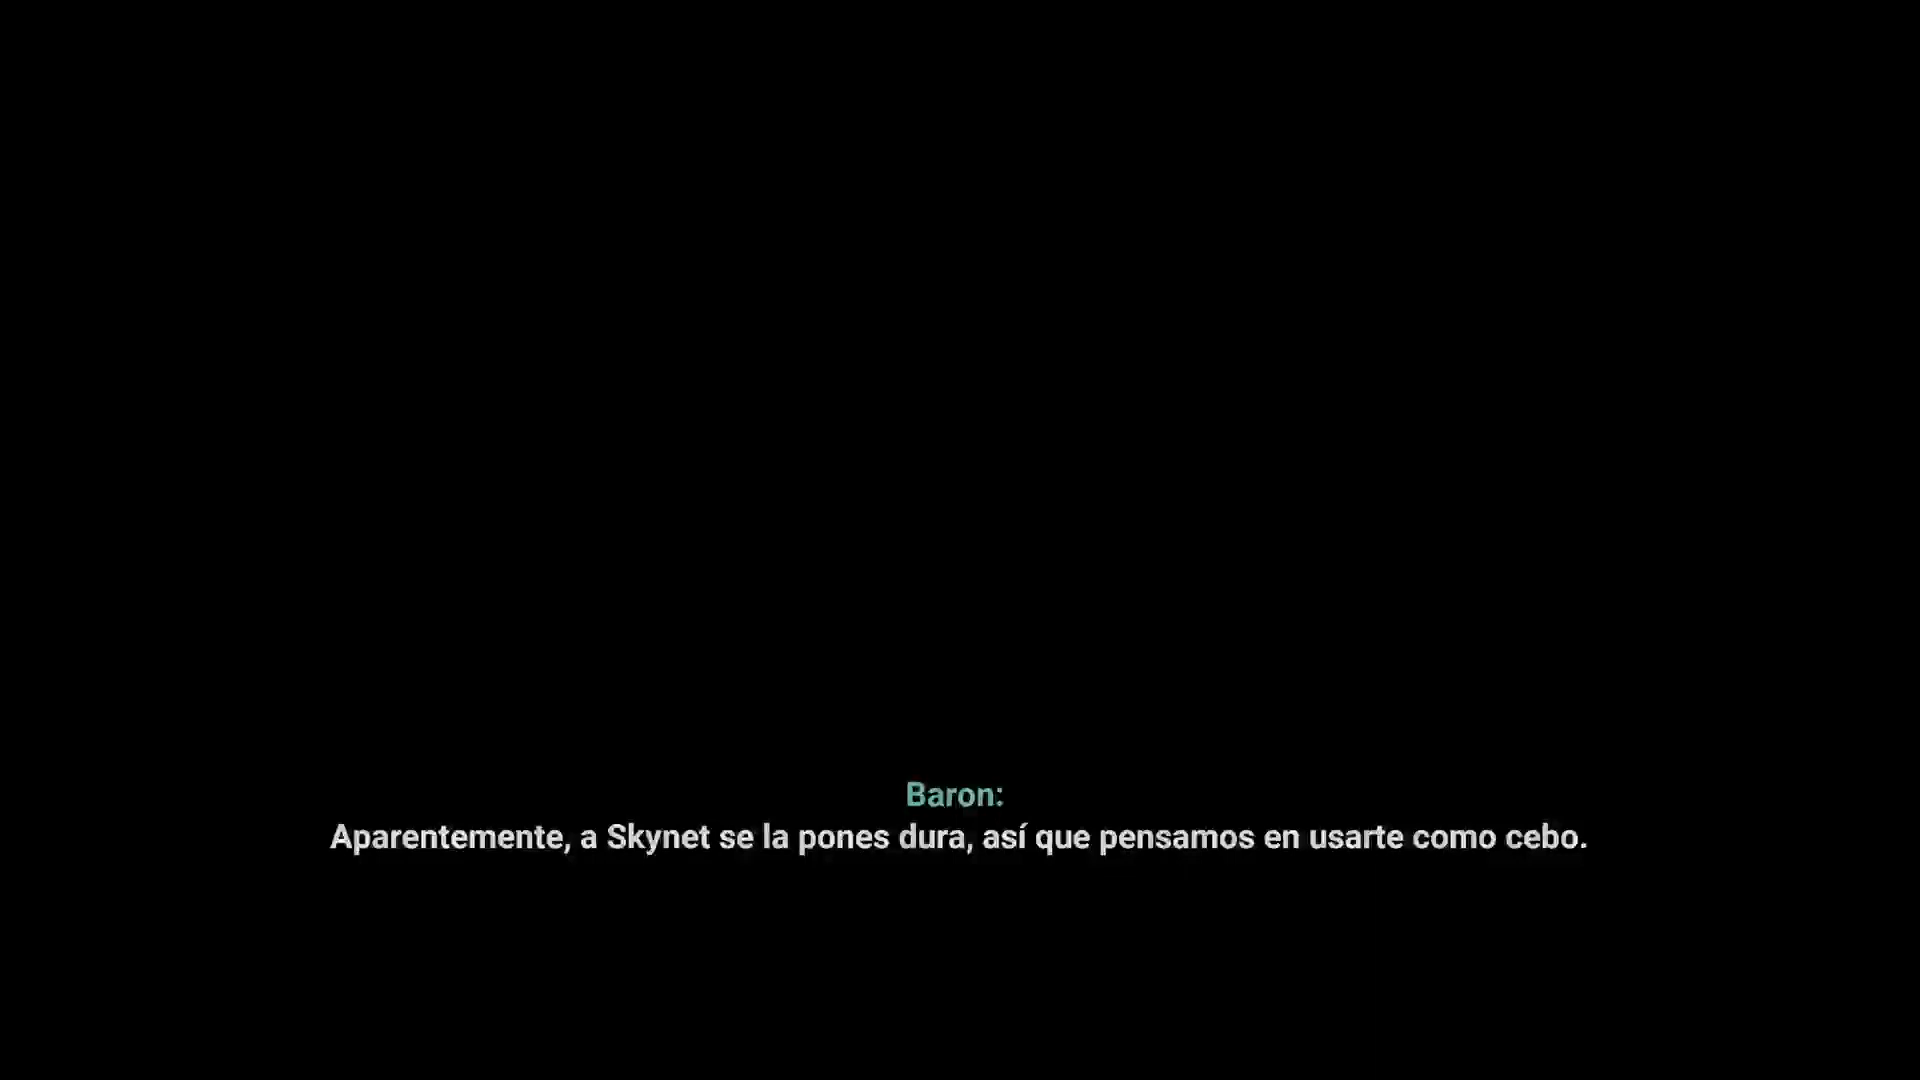 Baron:
Aparentemente, a Skynet se la pones dura, así que pensamos en usarte como cebo.